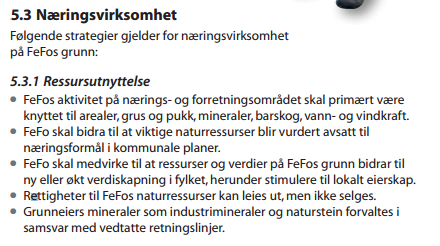 5.3 Næringsvirksomhet
Følgende strategier gjelder for næringsvirksomhet
på FeFos grunn:
5.3.1 Ressursutnyttelse
• FeFos aktivitet på nærings- og forretningsområdet skal primært være
knyttet til arealer, grus og pukk, mineraler, barskog, vann- og vindkraft.
• FeFo skal bidra til at viktige naturressurser blir vurdert avsatt til
næringsformål i kommunale planer.
• FeFo skal medvirke til at ressurser og verdier på FeFos grunn bidrar til
ny eller økt verdiskapning i fylket, herunder stimulere til lokalt eierskap.
• Rettigheter til FeFos naturressurser kan leies ut, men ikke selges.
• Grunneiers mineraler som industrimineraler og naturstein forvaltes i
samsvar med vedtatte retningslinjer.